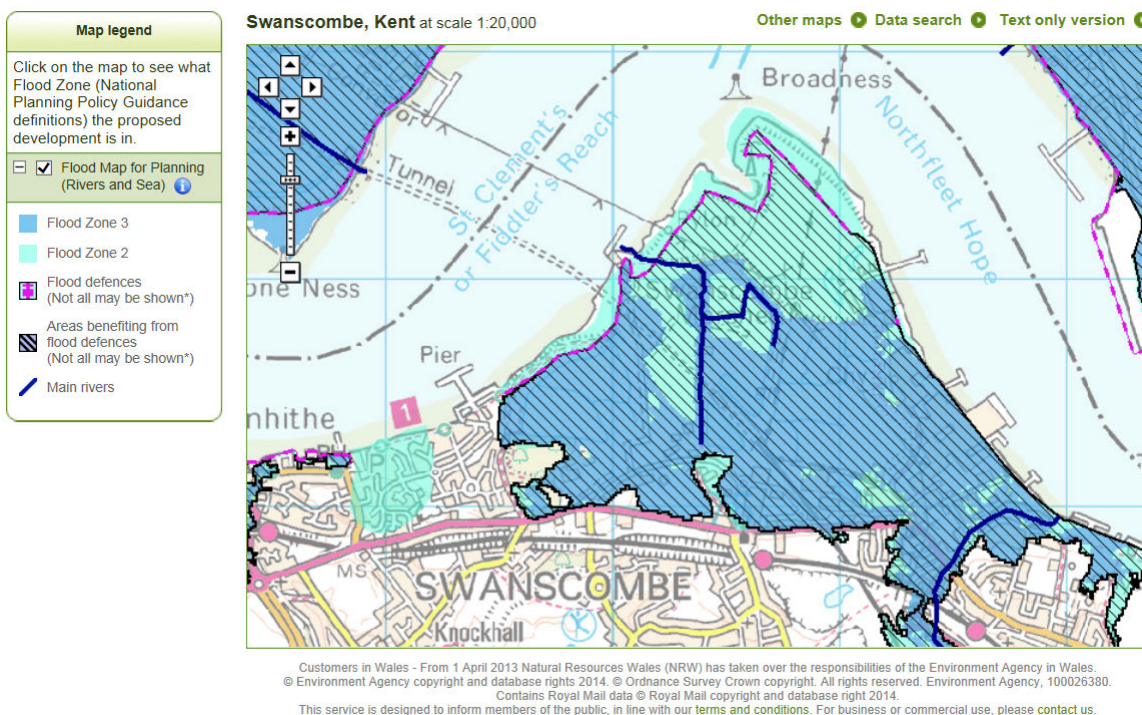 Map legend
Click on the map to see what
Flood Zone (National
Planning Policy Guidance
definitions) the proposed
development is in.
Flood Map for Planning
(Rivers and Sea)
Flood Zone 3
Flood Zone 2
Flood defences
(Not all may be shown*)
Areas benefiting from
flood defences
(Not all may be shown*)
Main rivers
Swanscombe, Kent at scale 1:20,000
Other maps Data search Text only version
Broadness
St Clement's
or Fiddler's Reach
Northfleet Hope
Tunnel
or
one Ness
Pier
1
nhithe
MS
SWANSCOMBE
Knockhall
Customers in Wales - From 1 April 2013 Natural Resources Wales (NRW) has taken over the responsibilities of the Environment Agency in Wales.
© Environment Agency copyright and database rights 2014. © Ordnance Survey Crown copyright. All rights reserved. Environment Agency, 100026380.
Contains Royal Mail data © Royal Mail copyright and database right 2014.
This service is designed to inform members of the public, in line with our terms and conditions. For business or commercial use, please contact us.